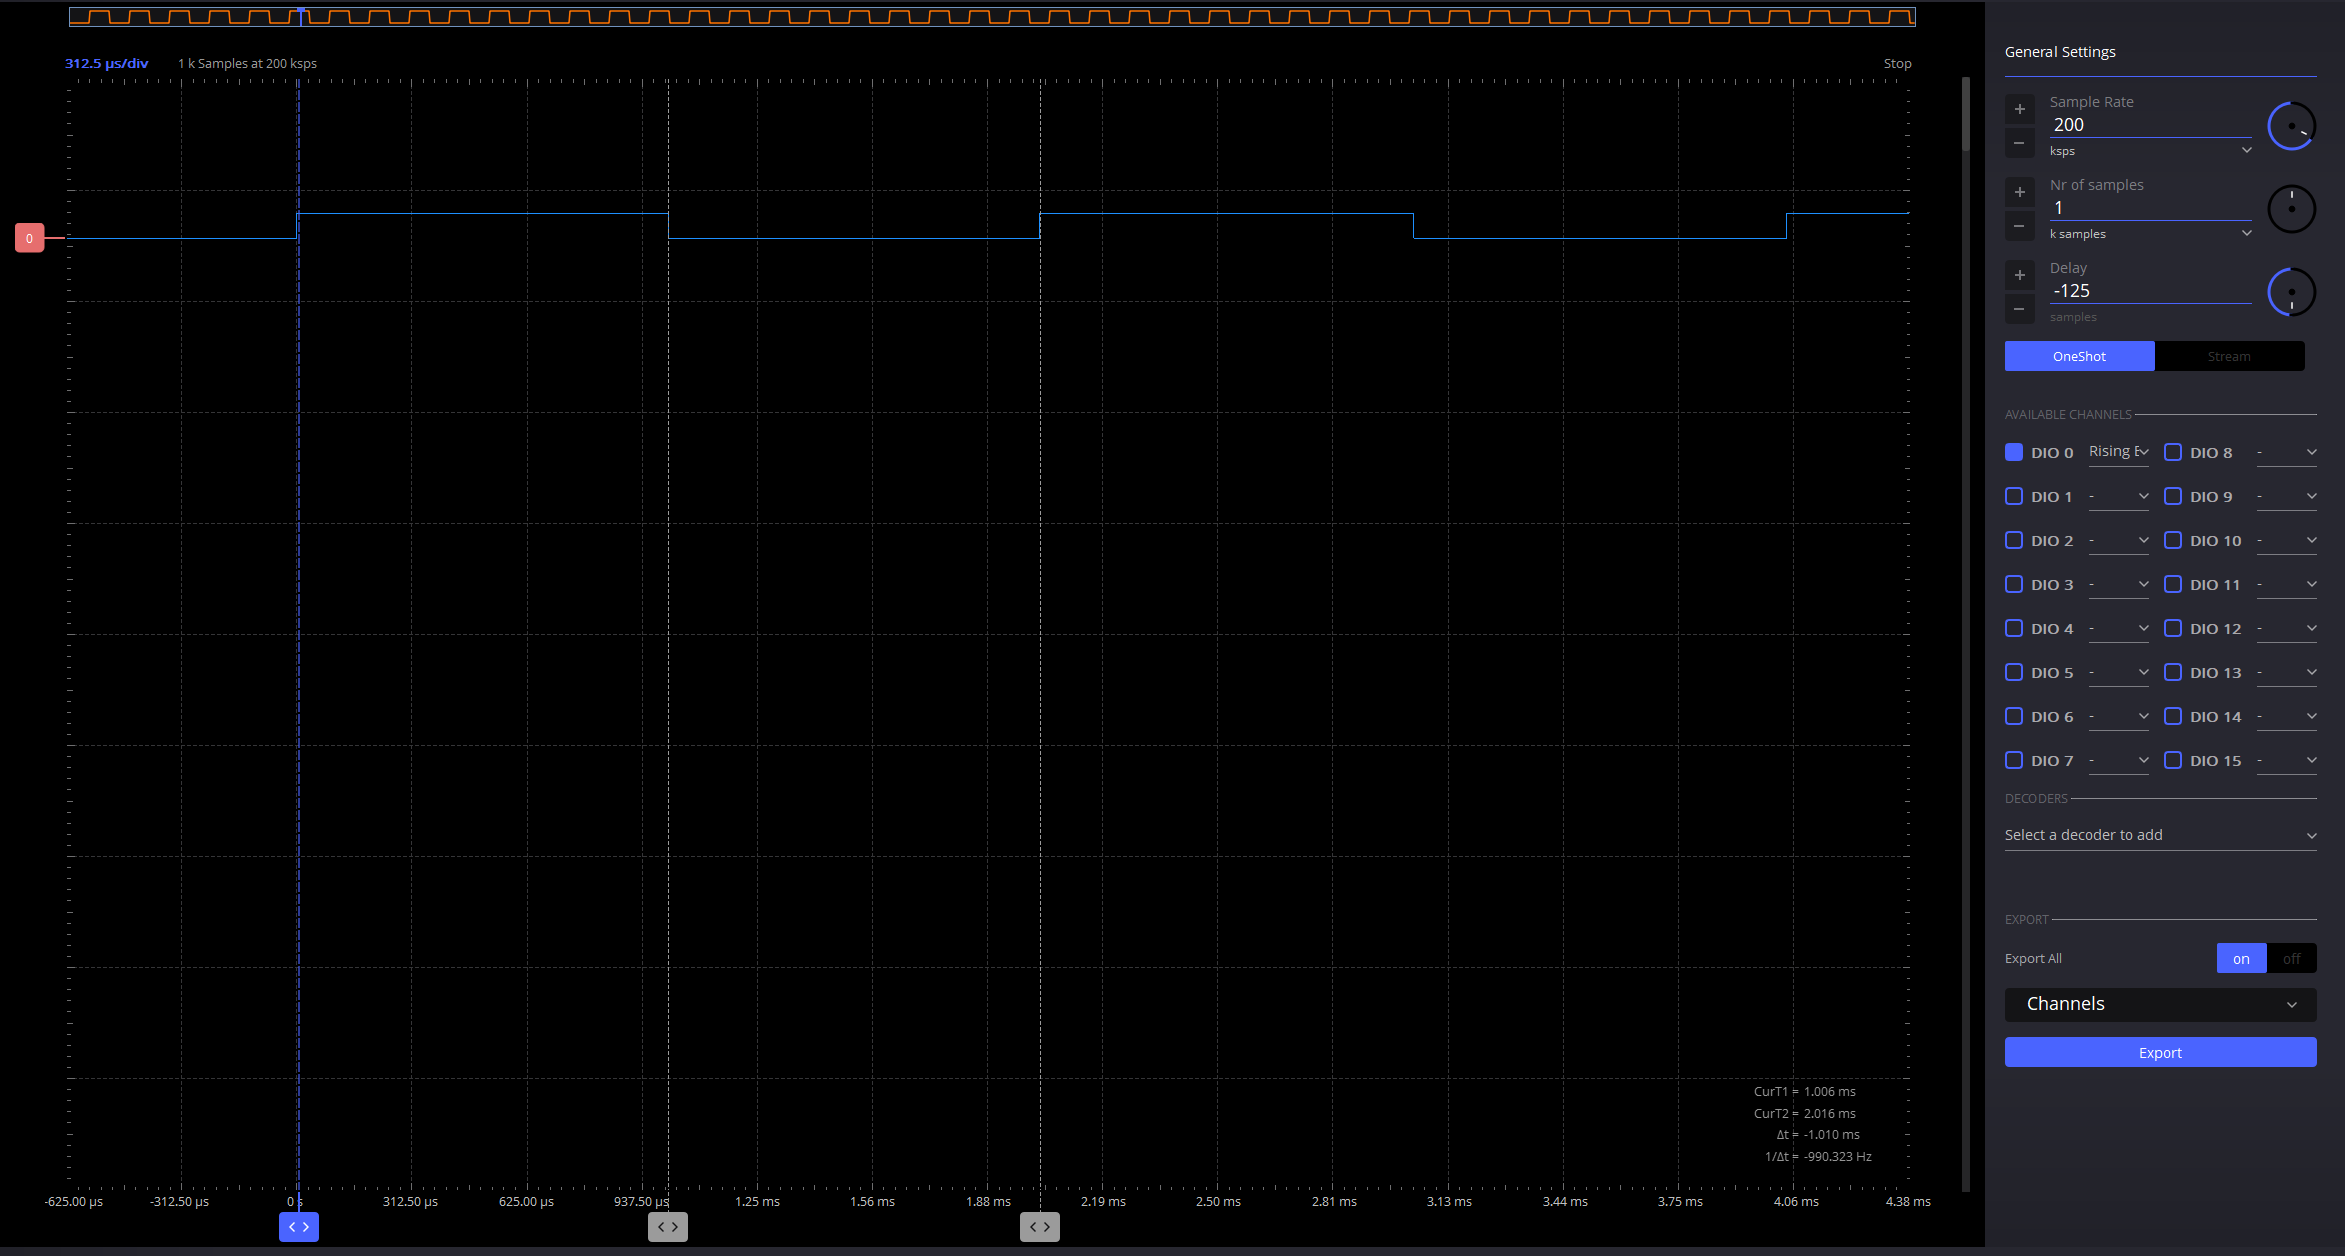 312.5 µs/div 1 k Samples at 200 ksps Stop
0
-625.00 µs -312.50 µs 0 s 312.50 µs 625.00 µs 937.50 µs 1.25 ms 1.56 ms 1.88 ms 2.19 ms 2.50 ms 2.81 ms 3.13 ms 3.44 ms 3.75 ms 4.06 ms 4.38 ms
CurT1 = 1.006 ms
CurT2 = 2.016 ms
Δt = -1.010 ms
1/Δt = -990.323 Hz
General Settings
+
Sample Rate
200
−
ksps
+
Nr of samples
1
−
k samples
+
Delay
-125
−
samples
OneShot Stream
AVAILABLE CHANNELS
DIO 0 Rising E DIO 8 -
DIO 1 - DIO 9 -
DIO 2 - DIO 10 -
DIO 3 - DIO 11 -
DIO 4 - DIO 12 -
DIO 5 - DIO 13 -
DIO 6 - DIO 14 -
DIO 7 - DIO 15 -
DECODERS
Select a decoder to add
EXPORT
Export All on off
Channels
Export